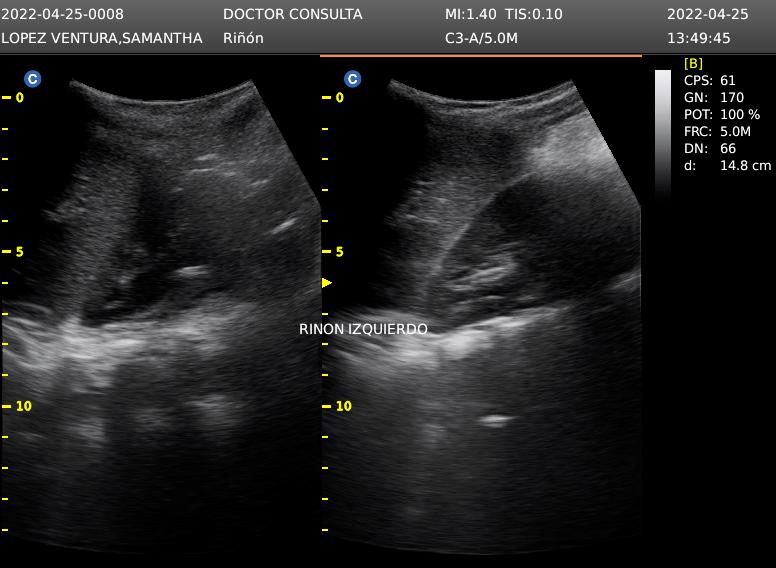 2022-04-25-0008 DOCTOR CONSULTA MI:1.40 TIS:0.10 2022-04-25
LOPEZ VENTURA,SAMANTHA Riñón C3-A/5.0M 13:49:45
C C [B]
0 0 CPS: 61
GN: 170
POT: 100 %
FRC: 5.0M
DN: 66
d: 14.8 cm
5 5
RINON IZQUIERDO
10 10